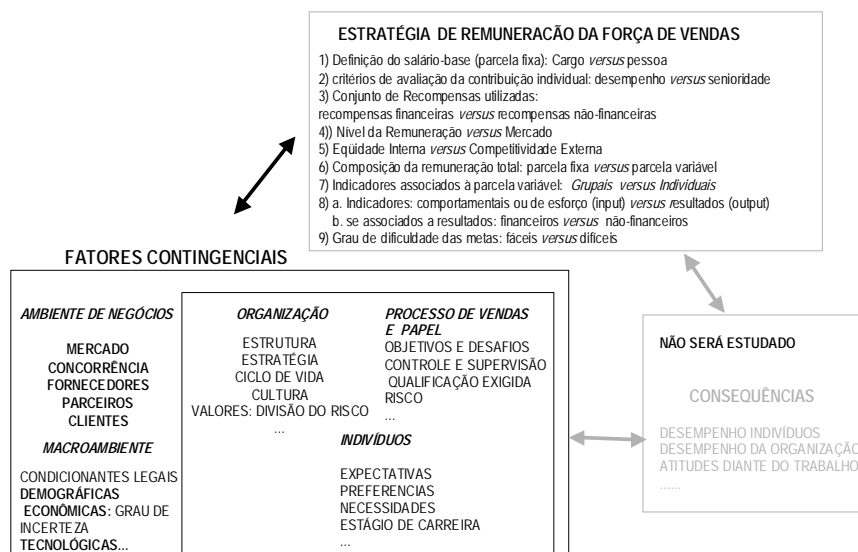 ESTRATÉGIA DE REMUNERACÃO DA FORÇA DE VENDAS
1) Definição do salário-base (parcela fixa): Cargo versus pessoa
2) critérios de avaliação da contribuição individual: desempenho versus senioridade
3) Conjunto de Recompensas utilizadas:
recompensas financeiras versus recompensas não-financeiras
4)) Nível da Remuneração versus Mercado
5) Eqüidade Interna versus Competitividade Externa
6) Composição da remuneração total: parcela fixa versus parcela variável
7) Indicadores associados à parcela variável: Grupais versus Individuais
8) a. Indicadores: comportamentais ou de esforço (input) versus resultados (output)
b. se associados a resultados: financeiros versus não-financeiros
9) Grau de dificuldade das metas: fáceis versus difíceis
FATORES CONTINGENCIAIS
AMBIENTE DE NEGÓCIOS
MERCADO
CONCORRÊNCIA
FORNECEDORES
PARCEIROS
CLIENTES
MACROAMBIENTE
CONDICIONANTES LEGAIS
DEMOGRÁFICAS
ECONÔMICAS: GRAU DE
INCERTEZA
TECNOLÓGICAS...
ORGANIZAÇÃO
ESTRUTURA
ESTRATÉGIA
CICLO DE VIDA
CULTURA
VALORES: DIVISÃO DO RISCO
...
PROCESSO DE VENDAS
E PAPEL
OBJETIVOS E DESAFIOS
CONTROLE E SUPERVISÃO
QUALIFICAÇÃO EXIGIDA
RISCO
...
INDIVÍDUOS
EXPECTATIVAS
PREFERENCIAS
NECESSIDADES
ESTÁGIO DE CARREIRA
...
NÃO SERÁ ESTUDADO
CONSEQUÊNCIAS
DESEMPENHO INDIVÍDUOS
DESEMPENHO DA ORGANIZAÇÃO
ATITUDES DIANTE DO TRABALHO
......